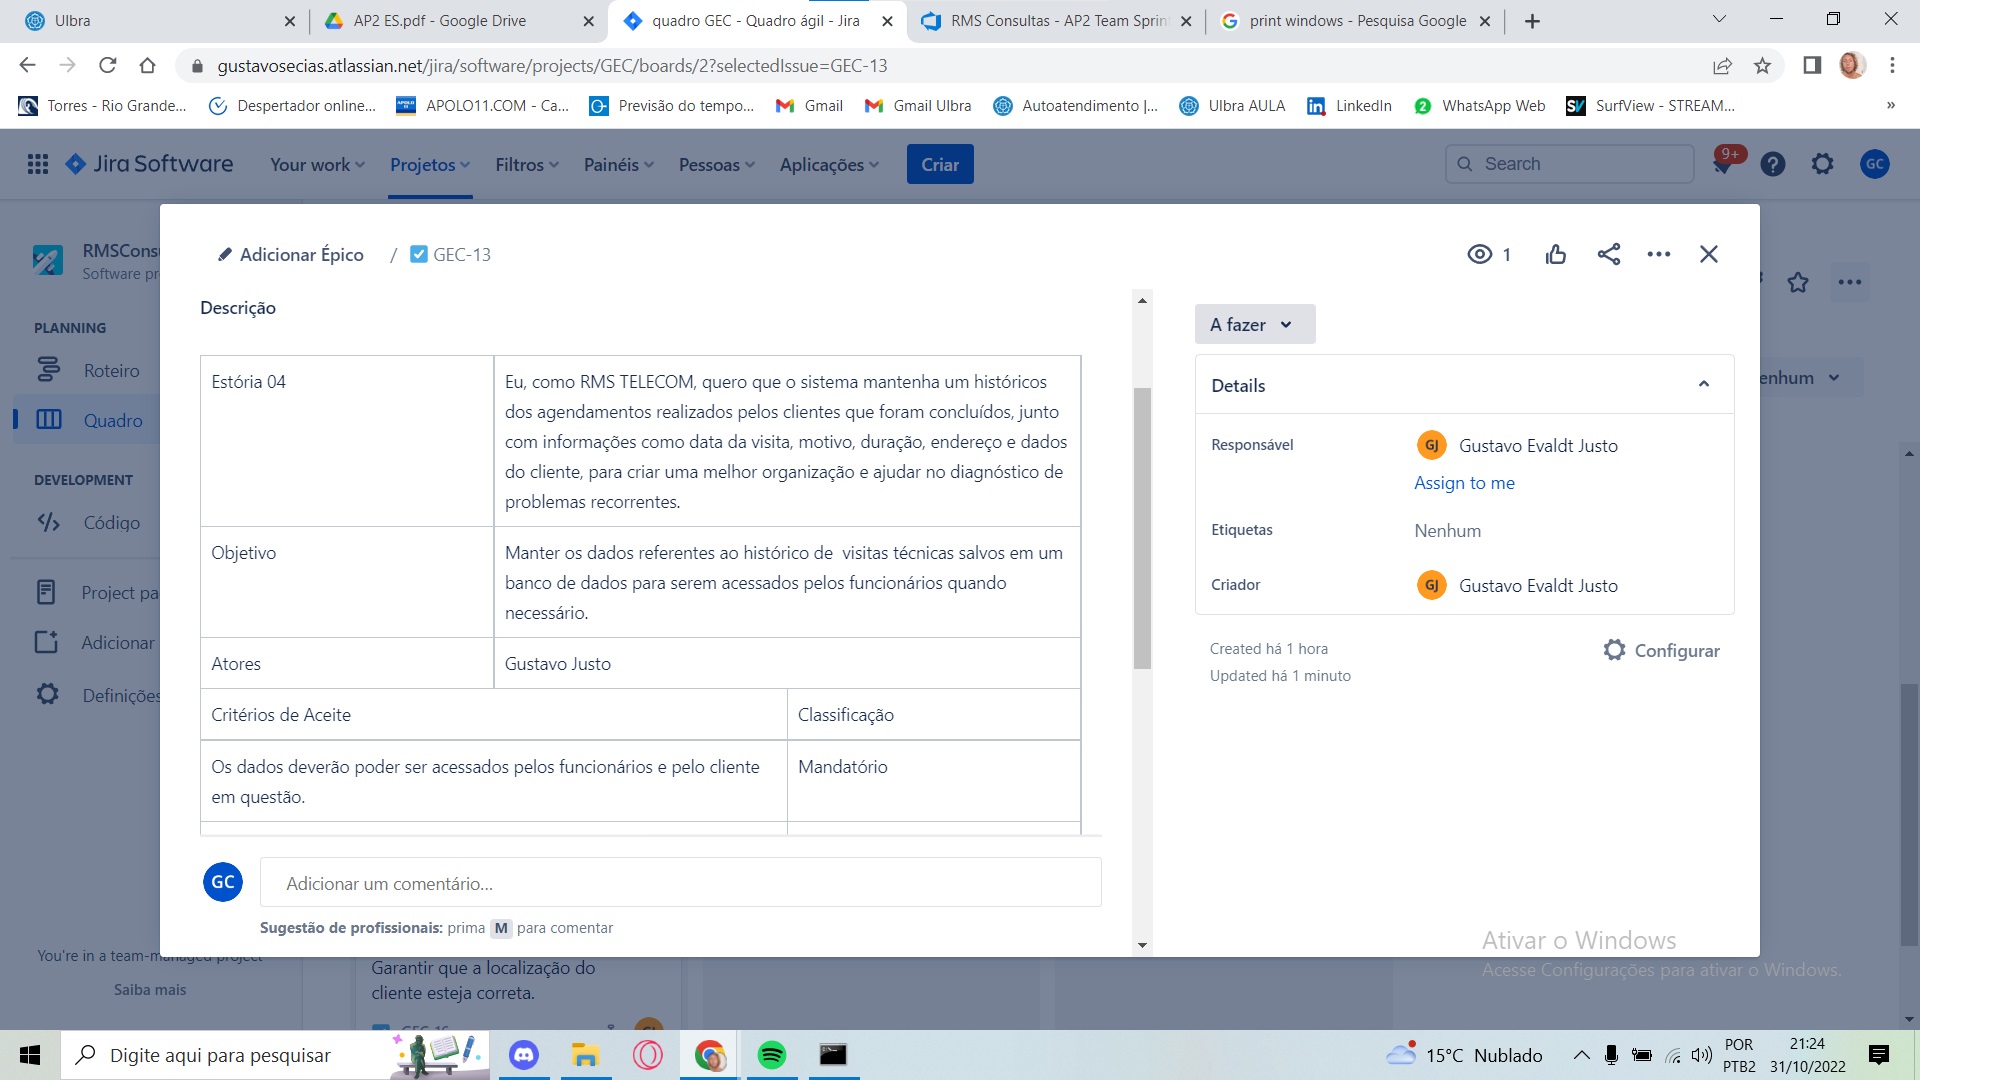 Ulbra
AP2 ES.pdf - Google Drive
quadro GEC - Quadro ágil - Jira
RMS Consultas - AP2 Team Sprin
print windows - Pesquisa Google
gustavosecias.atlassian.net/jira/software/projects/GEC/boards/2?selectedIssue=GEC-13
Torres - Rio Grande...
Despertador online...
APOLO11.COM - Ca...
Previsão do tempo...
Gmail
Gmail Ulbra
Autoatendimento |...
Ulbra AULA
LinkedIn
WhatsApp Web
SurfView - STREAM...
Jira Software
Your work
Projetos
Filtros
Painéis
Pessoas
Aplicações
Criar
Search
9+
GC
RMSCons
Software pr
PLANNING
Roteiro
Quadro
DEVELOPMENT
Código
Project pa
Adicionar
Definições
You're in a team-managed project
Saiba mais
Adicionar Épico
/
GEC-13
1
Descrição
Estória 04
Eu, como RMS TELECOM, quero que o sistema mantenha um históricos
dos agendamentos realizados pelos clientes que foram concluídos, junto
com informações como data da visita, motivo, duração, endereço e dados
do cliente, para criar uma melhor organização e ajudar no diagnóstico de
problemas recorrentes.
Objetivo
Manter os dados referentes ao histórico de  visitas técnicas salvos em um
banco de dados para serem acessados pelos funcionários quando
necessário.
Atores
Gustavo Justo
Critérios de Aceite
Classificação
Os dados deverão poder ser acessados pelos funcionários e pelo cliente
em questão.
Mandatório
GC
Adicionar um comentário...
Sugestão de profissionais: prima M para comentar
A fazer
Details
Responsável
GJ
Gustavo Evaldt Justo
Assign to me
Etiquetas
Nenhum
Criador
GJ
Gustavo Evaldt Justo
Created há 1 hora
Updated há 1 minuto
Configurar
enhum
Garantir que a localização do
cliente esteja correta.
Ativar o Windows
Acesse Configurações para ativar o Windows.
Digite aqui para pesquisar
15°C Nublado
POR
PTB2
21:24
31/10/2022